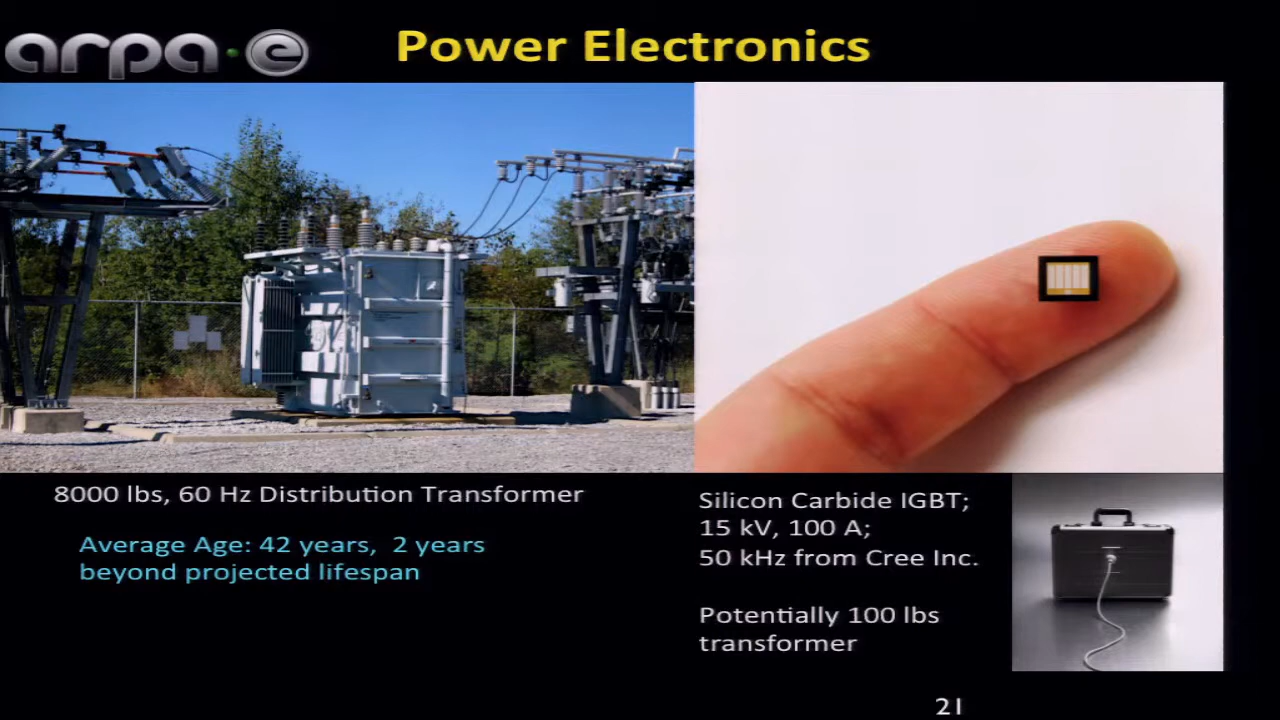 arpa·e
Power Electronics
8000 lbs, 60 Hz Distribution Transformer
Average Age: 42 years, 2 years
beyond projected lifespan
Silicon Carbide IGBT;
15 kV, 100 A;
50 kHz from Cree Inc.
Potentially 100 lbs
transformer
21